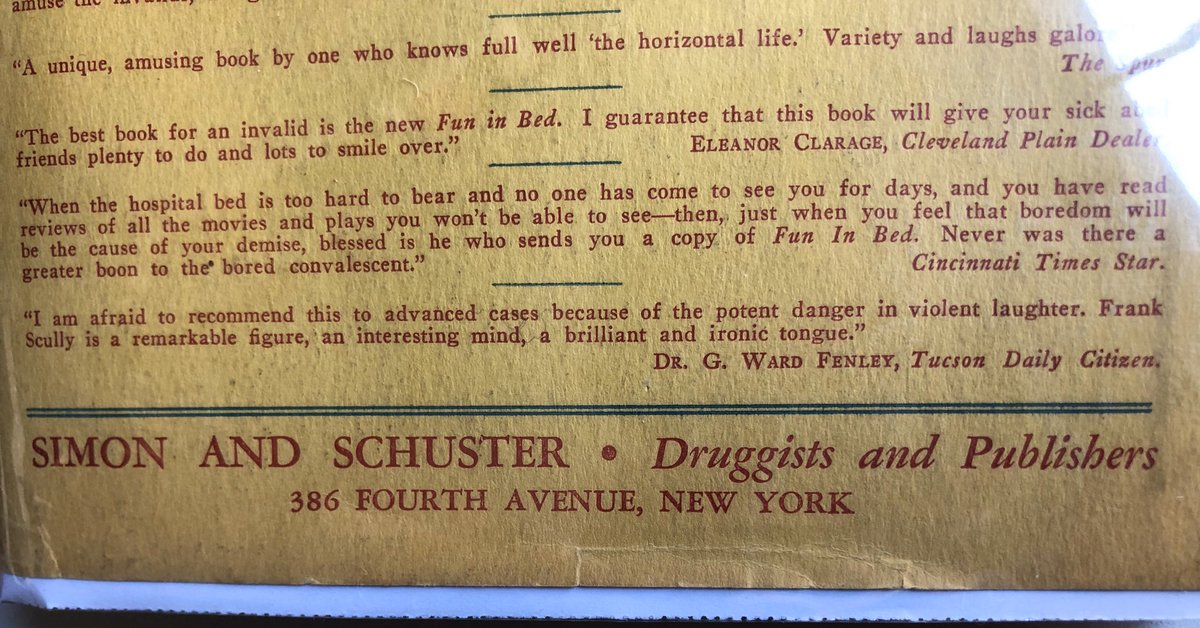 amuse the invalid,
“A unique, amusing book by one who knows full well ‘the horizontal life.’ Variety and laughs galore
The Spur
“The best book for an invalid is the new Fun in Bed. I guarantee that this book will give your sick abed
friends plenty to do and lots to smile over.” ELEANOR CLARAGE, Cleveland Plain Dealer
“When the hospital bed is too hard to bear and no one has come to see you for days, and you have read
reviews of all the movies and plays you won’t be able to see—then, just when you feel that boredom will
be the cause of your demise, blessed is he who sends you a copy of Fun In Bed. Never was there a
greater boon to the bored convalescent.” Cincinnati Times Star.
“I am afraid to recommend this to advanced cases because of the potent danger in violent laughter. Frank
Scully is a remarkable figure, an interesting mind, a brilliant and ironic tongue.”
DR. G. WARD FENLEY, Tucson Daily Citizen.
SIMON AND SCHUSTER • Druggists and Publishers
386 FOURTH AVENUE, NEW YORK